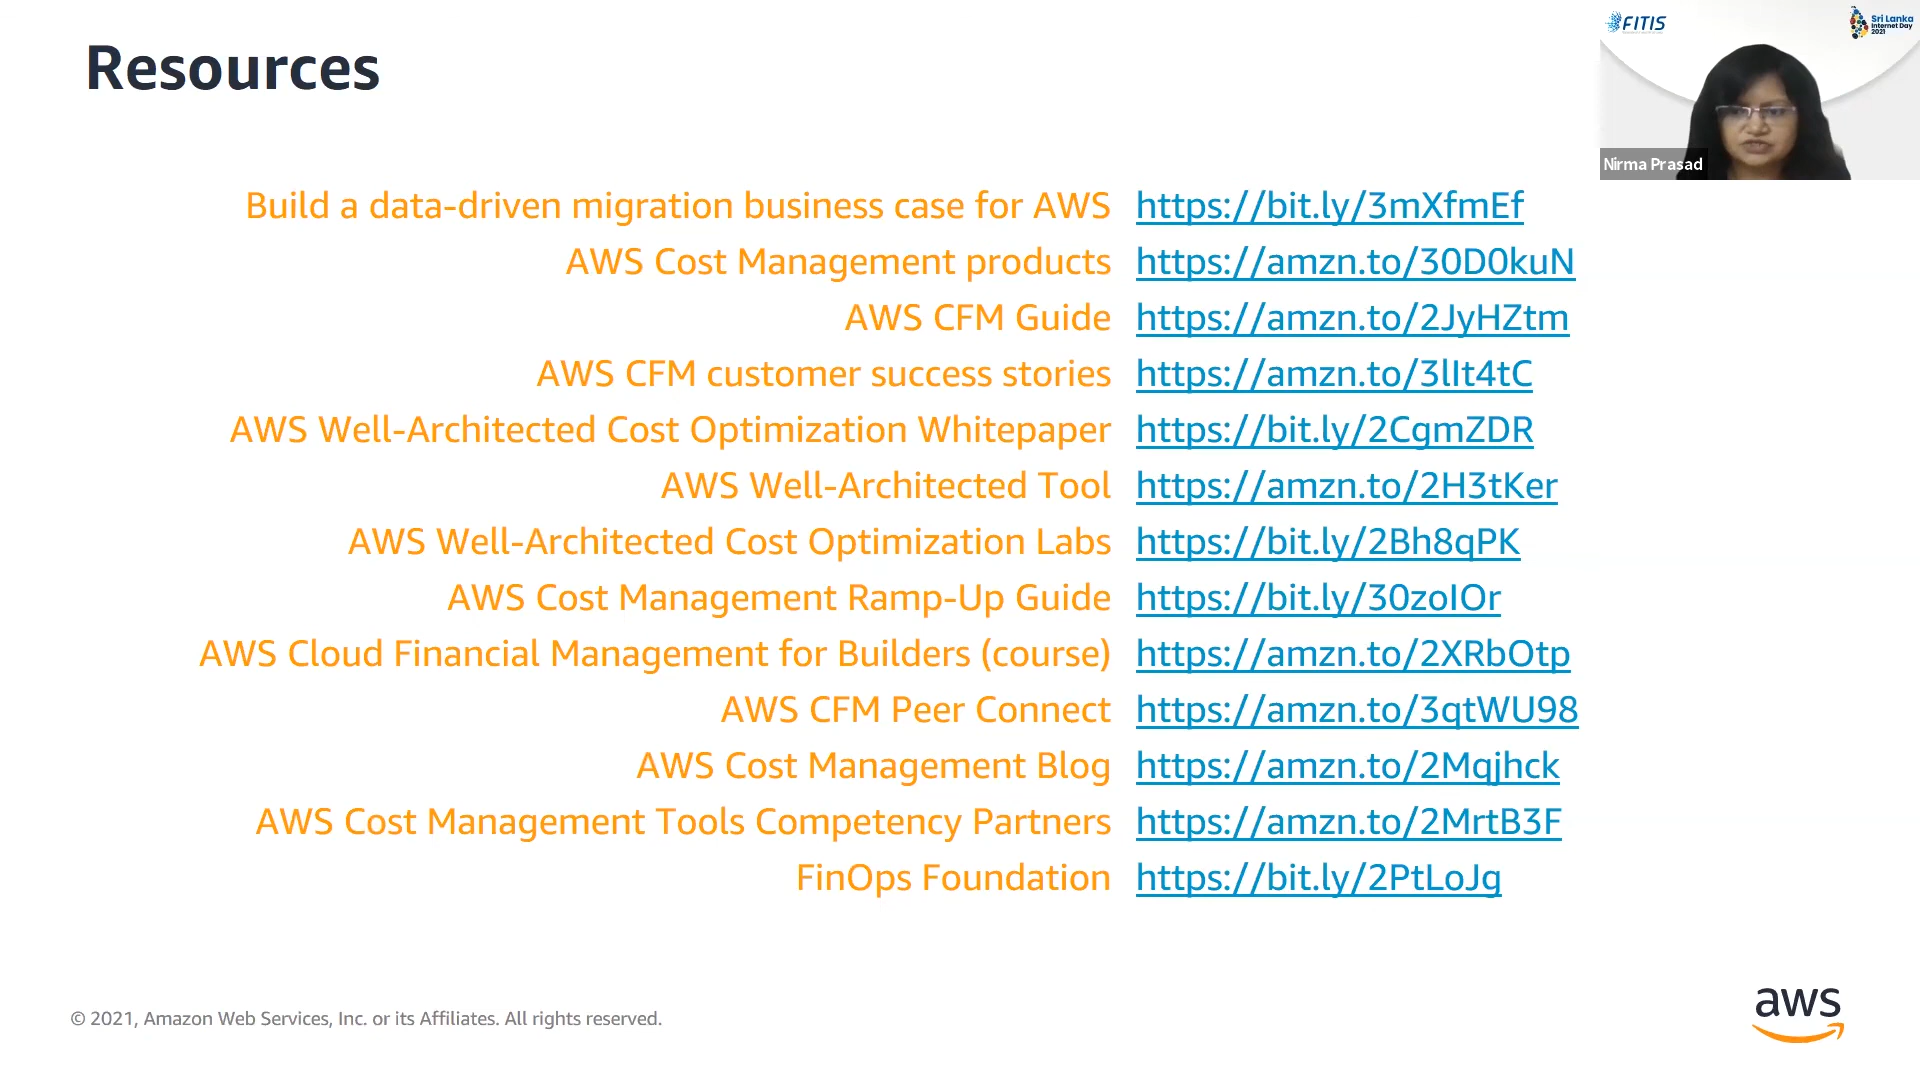 Resources
FITIS
Sri Lanka
Internet Day
2021
Nirma Prasad
Build a data-driven migration business case for AWS https://bit.ly/3mXfmEf
AWS Cost Management products https://amzn.to/30D0kuN
AWS CFM Guide https://amzn.to/2JyHZtm
AWS CFM customer success stories https://amzn.to/3lIt4tC
AWS Well-Architected Cost Optimization Whitepaper https://bit.ly/2CgmZDR
AWS Well-Architected Tool https://amzn.to/2H3tKer
AWS Well-Architected Cost Optimization Labs https://bit.ly/2Bh8qPK
AWS Cost Management Ramp-Up Guide https://bit.ly/30zoIOr
AWS Cloud Financial Management for Builders (course) https://amzn.to/2XRbOtp
AWS CFM Peer Connect https://amzn.to/3qtWU98
AWS Cost Management Blog https://amzn.to/2Mqjhck
AWS Cost Management Tools Competency Partners https://amzn.to/2MrtB3F
FinOps Foundation https://bit.ly/2PtLoJg
© 2021, Amazon Web Services, Inc. or its Affiliates. All rights reserved.
aws